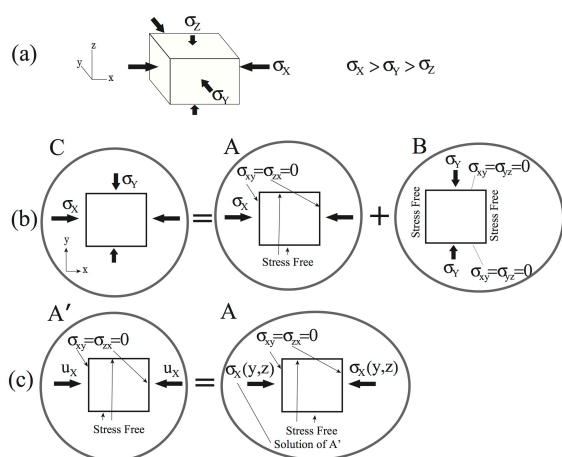 (a)
z
y
x
σZ
σX
σY
σX > σY > σZ
C
A
B
(b)
σY
σX
y
x
=
σxy=σzx=0
σX
Stress Free
+
σY
σxy=σyz=0
Stress Free
Stress Free
σY
σxy=σyz=0
A′
A
(c)
σxy=σzx=0
uX
uX
Stress Free
=
σxy=σzx=0
σX(y,z)
σX(y,z)
Stress Free
Solution of A'